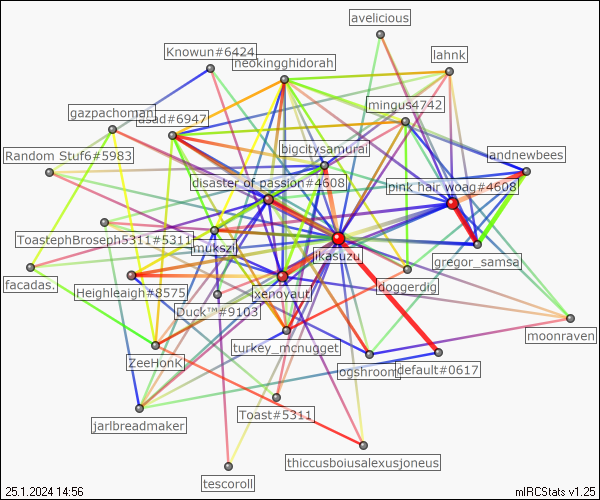 avelicious
Knowun#6424
lahnk
neokingghidorah
mingus4742
gazpachoman
asad#6947
bigcitysamurai
andnewbees
Random Stuf6#5983
disaster of passion#4608
pink hair woag#4608
ToastephBroseph5311#5311
mukszi
ikasuzu
gregor_samsa
facadas.
Heighleaigh#8575
xenoyaut
doggerdig
Duck™#9103
moonraven
turkey_mcnugget
ZeeHonK
ogshroom
default#0617
Toast#5311
jarlbreadmaker
thiccusboiusalexusjoneus
tescoroll
25.1.2024 14:56
mIRCStats v1.25